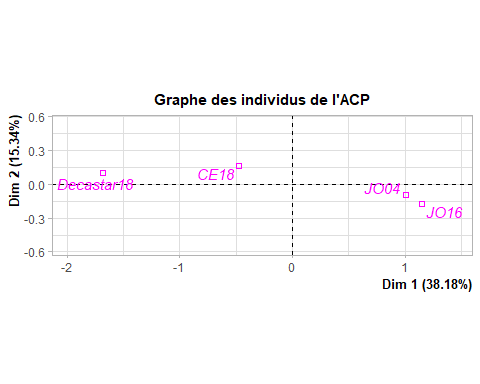 Graphe des individus de l'ACP
Dim 2 (15.34%)
0.6
0.3
0.0
-0.3
-0.6
Decastar18
CE18
JO04
JO16
-2
-1
0
1
Dim 1 (38.18%)